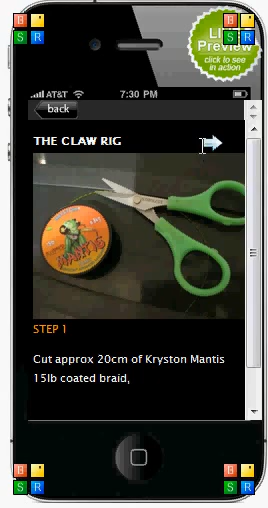 Preview
click to see
in action
AT&T 7:30 PM
back
THE CLAW RIG
STEP 1
Cut approx 20cm of Kryston Mantis
15lb coated braid,
B
S R
B
S R
B
S R
B
S R